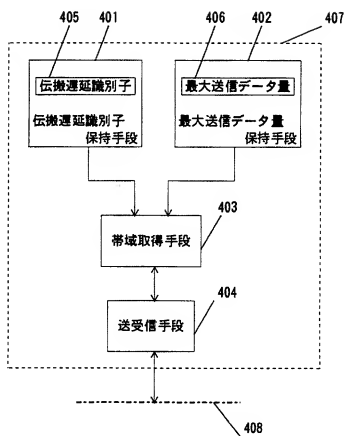 405
401
406
402
407
伝搬遅延識別子
伝搬遅延識別子
保持手段
最大送信データ量
最大送信データ量
保持手段
403
帯域取得手段
404
送受信手段
408